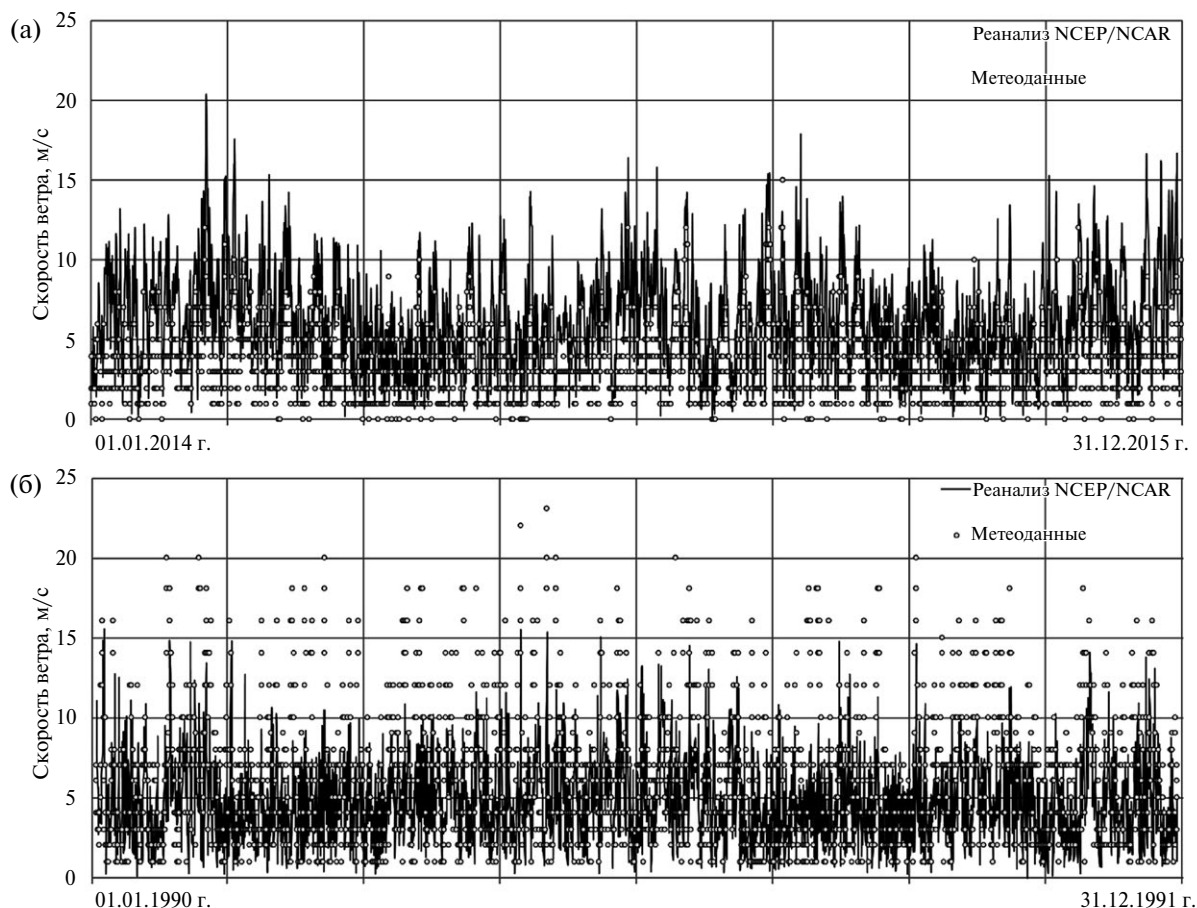 (а)
25
20
15
10
5
0
Скорость ветра, м/с
Реанализ NCEP/NCAR
Метеоданные
01.01.2014 г.
31.12.2015 г.
(б)
25
20
15
10
5
0
Скорость ветра, м/с
Реанализ NCEP/NCAR
Метеоданные
01.01.1990 г.
31.12.1991 г.